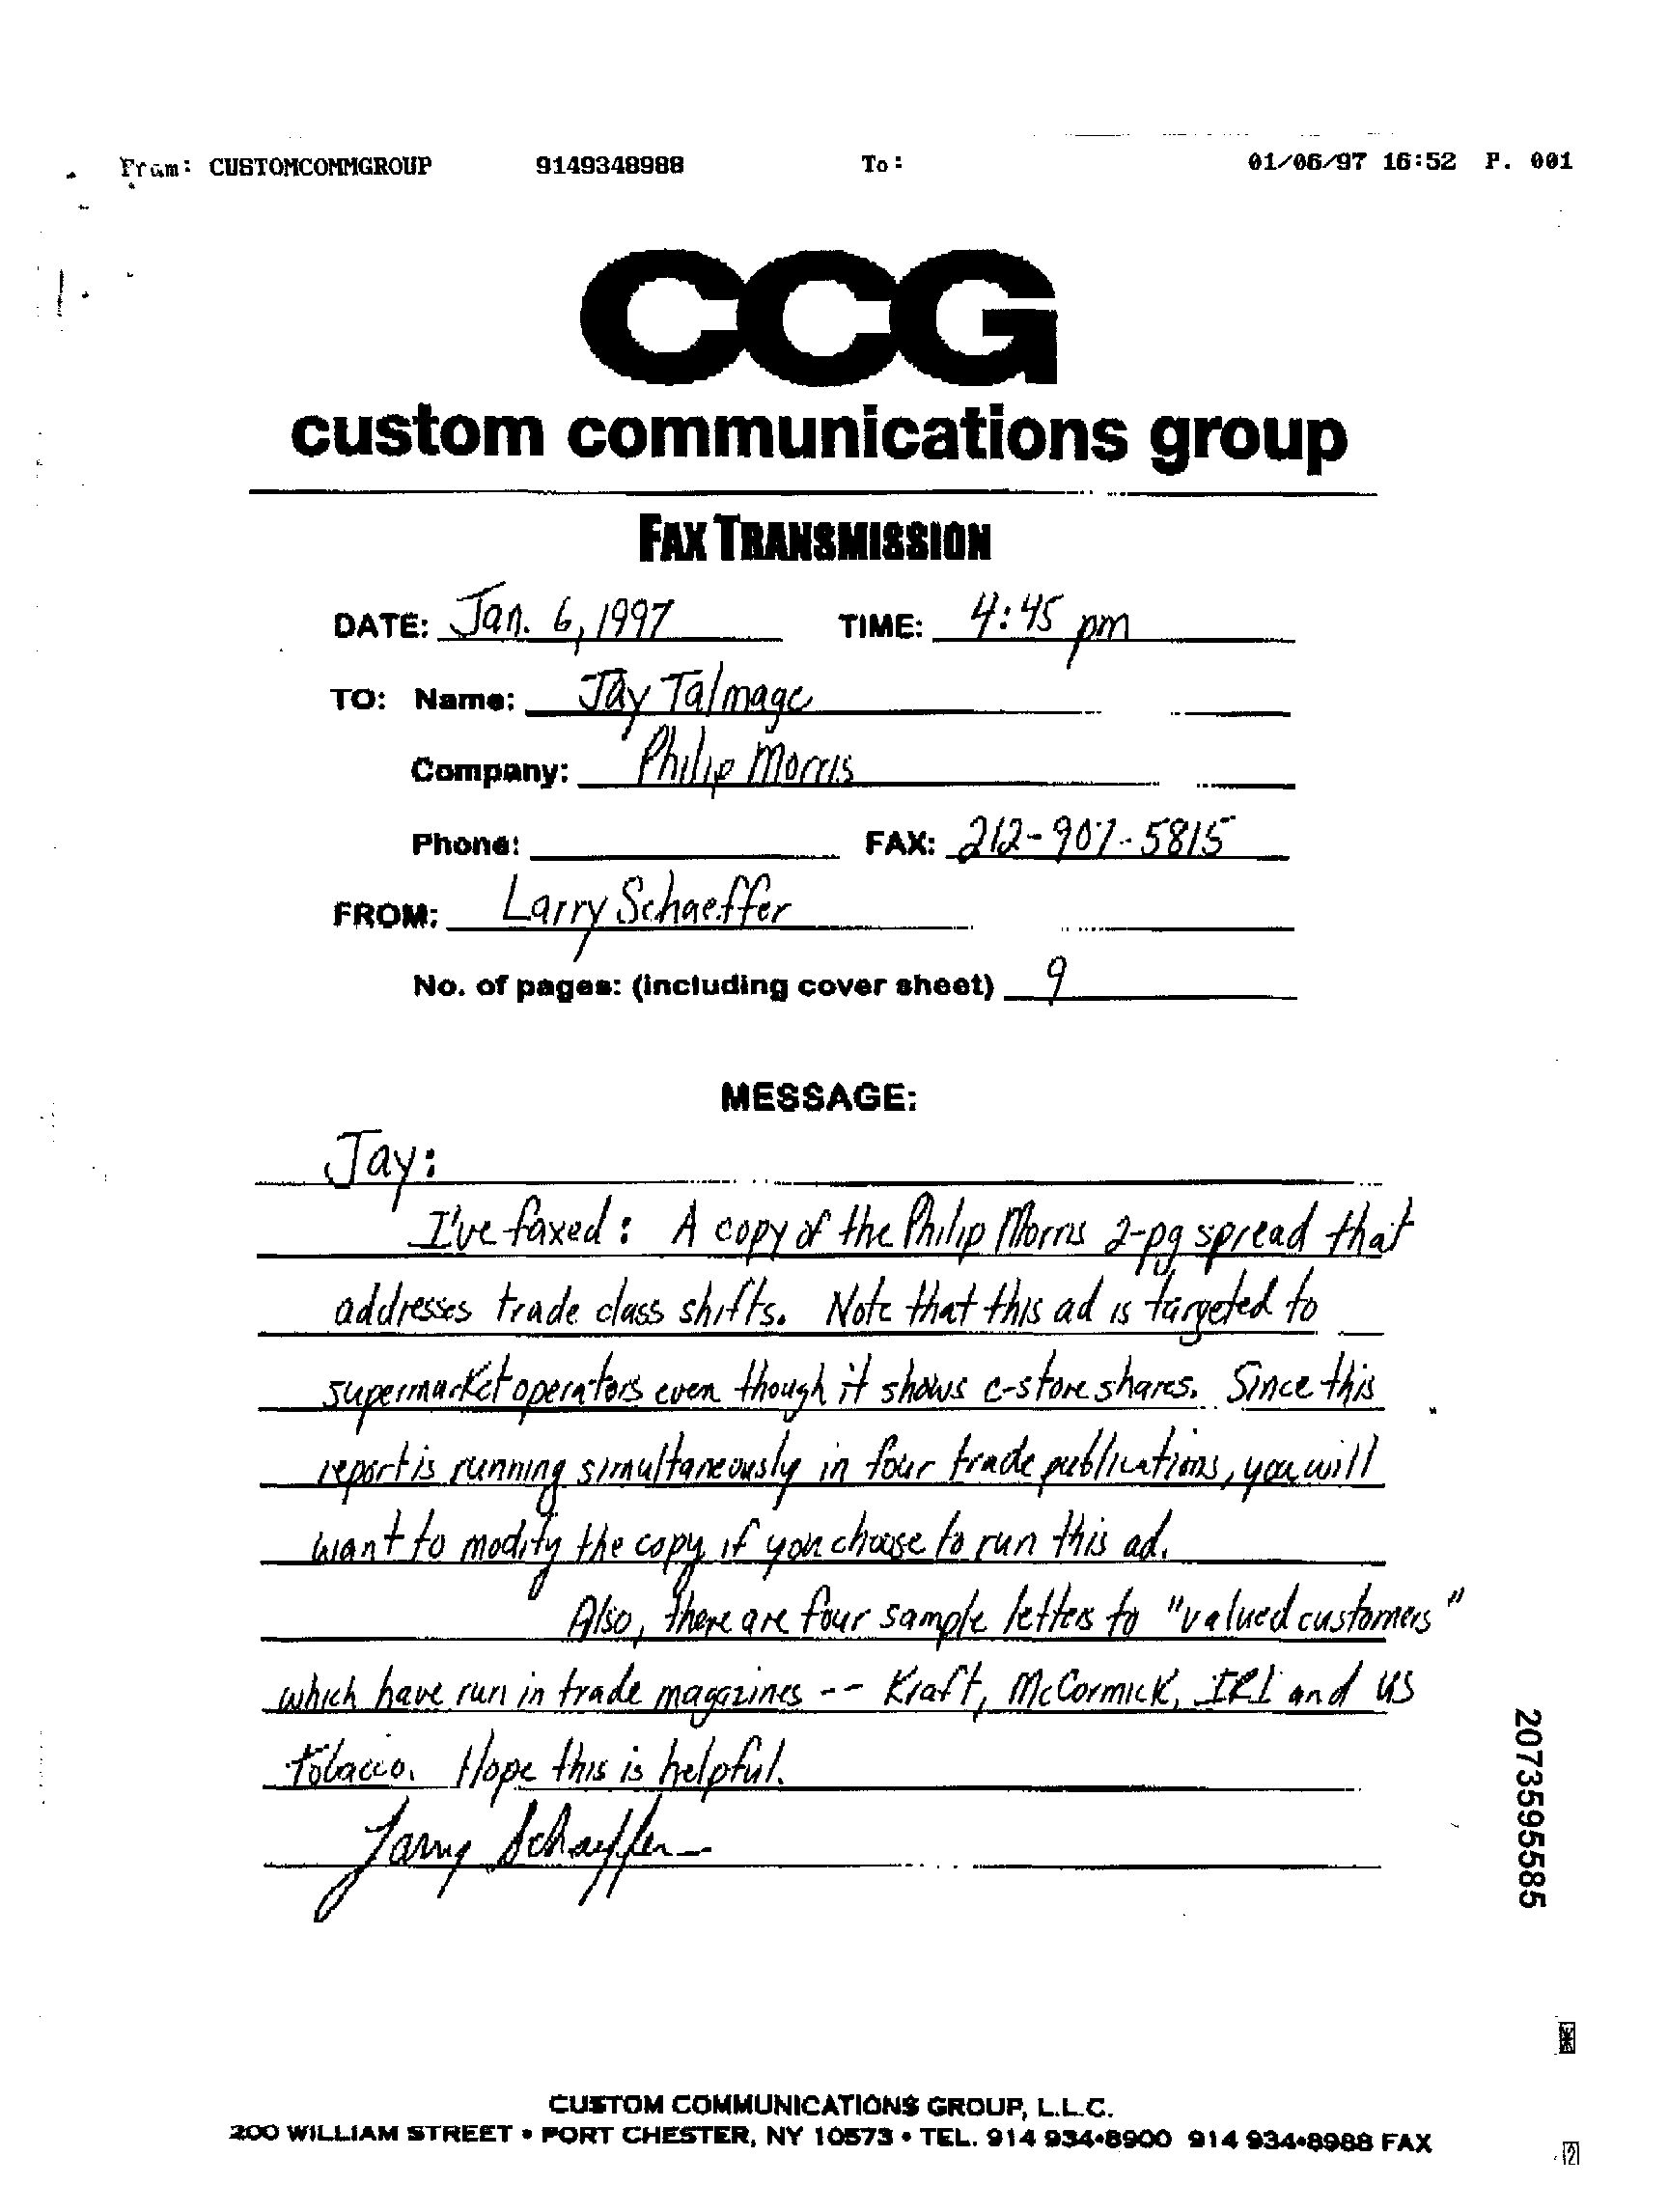 From: CUSTOMCOMMGROUP 9149348988 To: 01/06/97 16:52 P. 001
CCG
custom communications group
FAX TRANSMISSION
DATE: Jan. 6, 1997 TIME: 4:45 pm
TO: Name: Jay Talmage
Company: Philip Morris
Phone: FAX: 212-907-5815
FROM: Larry Schaeffer
No. of pages: (including cover sheet) 9
MESSAGE:
Jay:
I've faxed: A copy of the Philip Morris 2-pg spread that
addresses trade class shifts. Note that this ad is targeted to
supermarket operators even though it shows c-store shares. Since this
report is running simultaneously in four trade publications, you will
want to modify the copy if you choose to run this ad.
Also, there are four sample letters to "valued customers"
which have run in trade magazines -- Kraft, McCormick, IRI and US
Tobacco. Hope this is helpful.
Larry Schaeffer
2073595585
CUSTOM COMMUNICATIONS GROUP, L.L.C.
200 WILLIAM STREET • PORT CHESTER, NY 10573 • TEL. 914 934•8900 914 934•8988 FAX
2